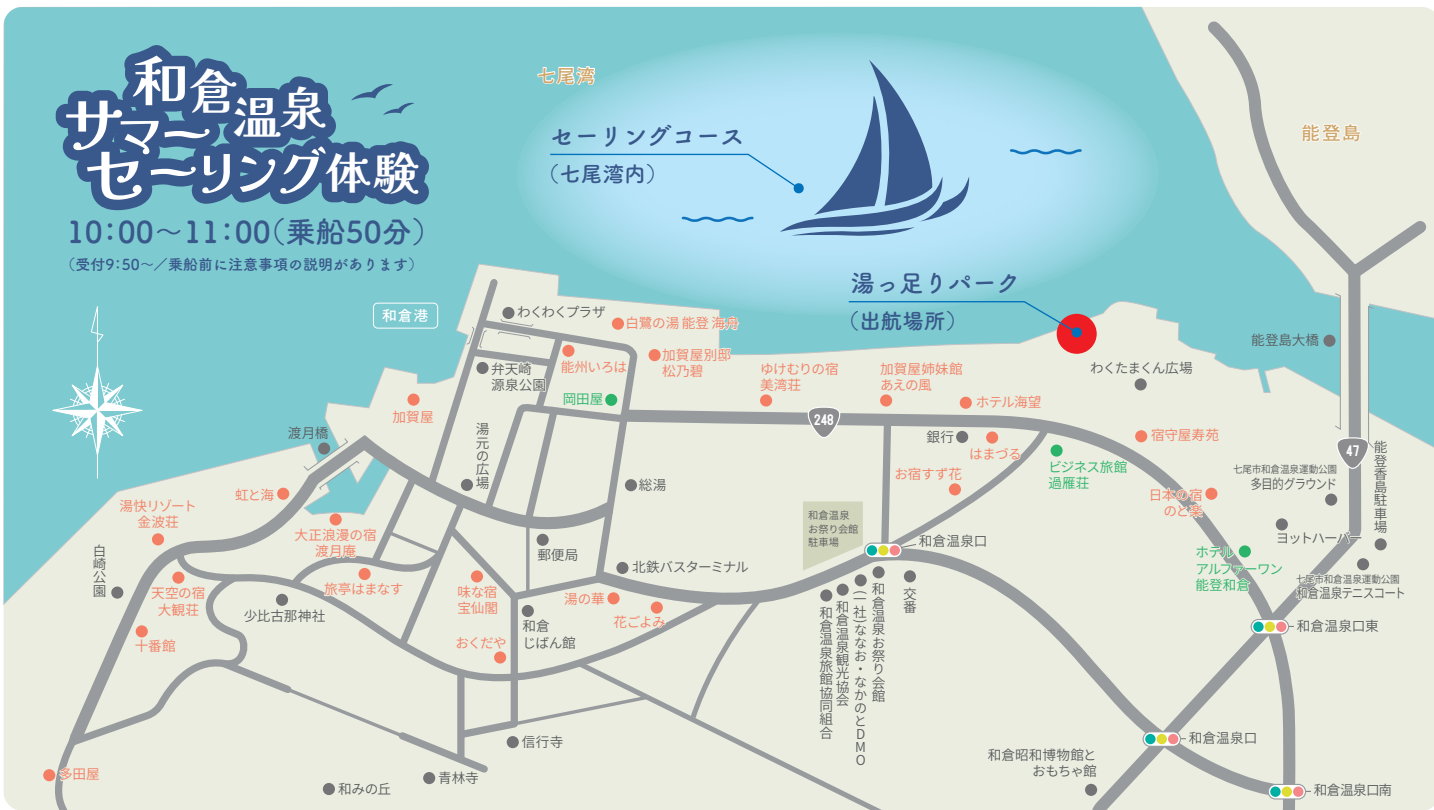 和倉温泉
サマー
セーリング体験
10:00〜11:00（乗船50分）
（受付9:50〜／乗船前に注意事項の説明があります）
七尾湾
セーリングコース
（七尾湾内）
能登島
湯っ足りパーク
（出航場所）
和倉港
わくわくプラザ
白鷺の湯 能登 海舟
能州いろは
加賀屋別邸
松乃碧
弁天崎
源泉公園
岡田屋
ゆけむりの宿
美湾荘
加賀屋姉妹館
あえの風
ホテル海望
わくたまくん広場
能登島大橋
加賀屋
渡月橋
湯元の広場
248
銀行
はまづる
宿守屋寿苑
47
能登香島駐車場
ビジネス旅館
過雁荘
お宿すず花
総湯
七尾市和倉温泉運動公園
多目的グラウンド
日本の宿
のと楽
虹と海
湯快リゾート
金波荘
大正浪漫の宿
渡月庵
和倉温泉
お祭り会館
駐車場
和倉温泉口
ヨットハーバー
ホテル
アルファーワン
能登和倉
白崎公園
郵便局
北鉄バスターミナル
七尾市和倉温泉運動公園
和倉温泉テニスコート
天空の宿
大観荘
旅亭はまなす
味な宿
宝仙閣
湯の華
花ごよみ
少比古那神社
和倉
じばん館
交番
和倉温泉お祭り会館
(一社)ななお・なかのとDMO
和倉温泉観光協会
和倉温泉旅館協同組合
和倉温泉口東
十番館
おくだや
信行寺
和倉温泉口
和倉昭和博物館と
おもちゃ館
多田屋
和みの丘
青林寺
和倉温泉口南